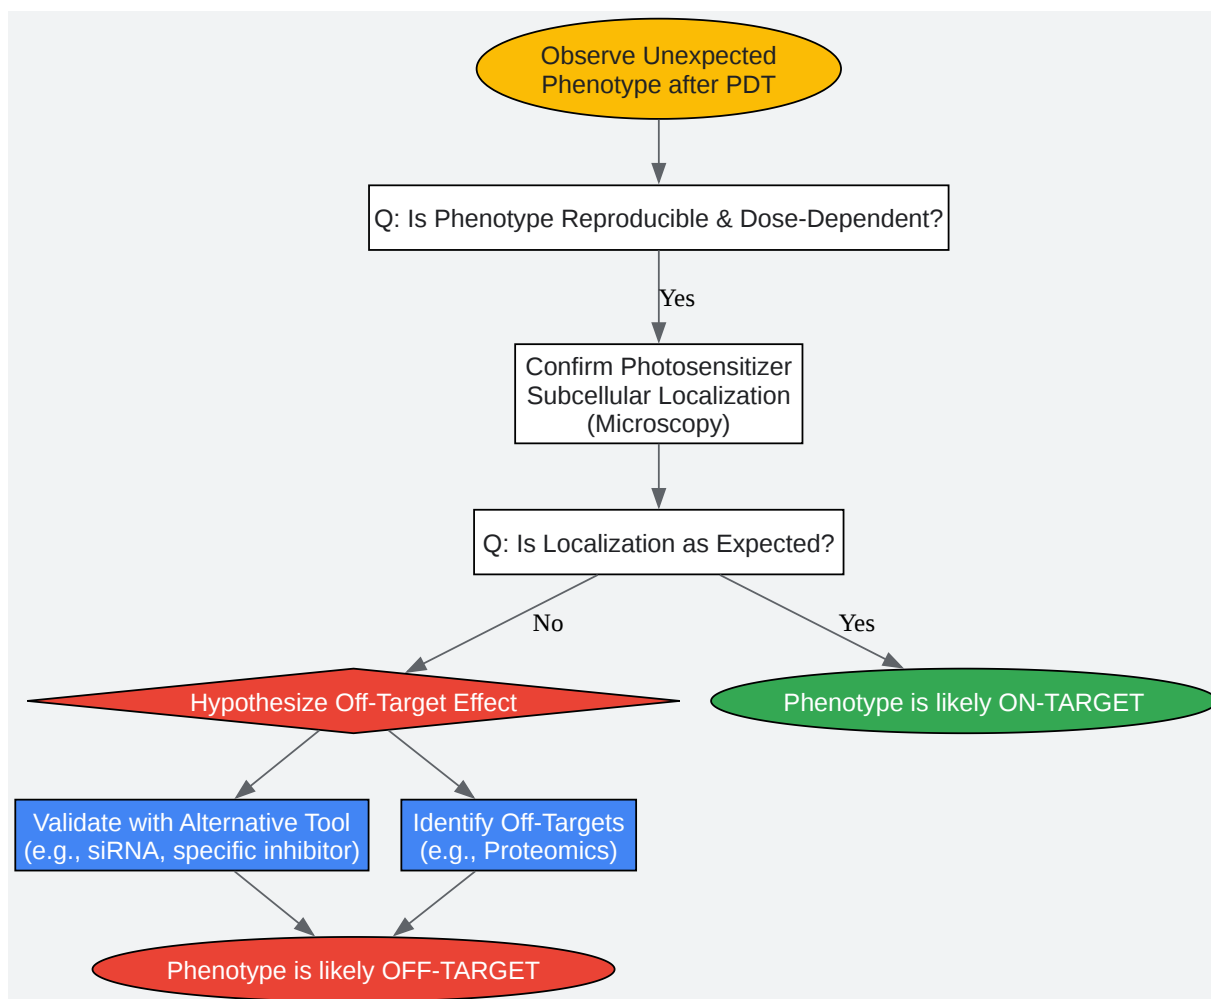 Observe Unexpected
Phenotype after PDT
Q: Is Phenotype Reproducible & Dose-Dependent?
Yes
Confirm Photosensitizer
Subcellular Localization
(Microscopy)
Q: Is Localization as Expected?
No
Yes
Hypothesize Off-Target Effect
Phenotype is likely ON-TARGET
Validate with Alternative Tool
(e.g., siRNA, specific inhibitor)
Identify Off-Targets
(e.g., Proteomics)
Phenotype is likely OFF-TARGET